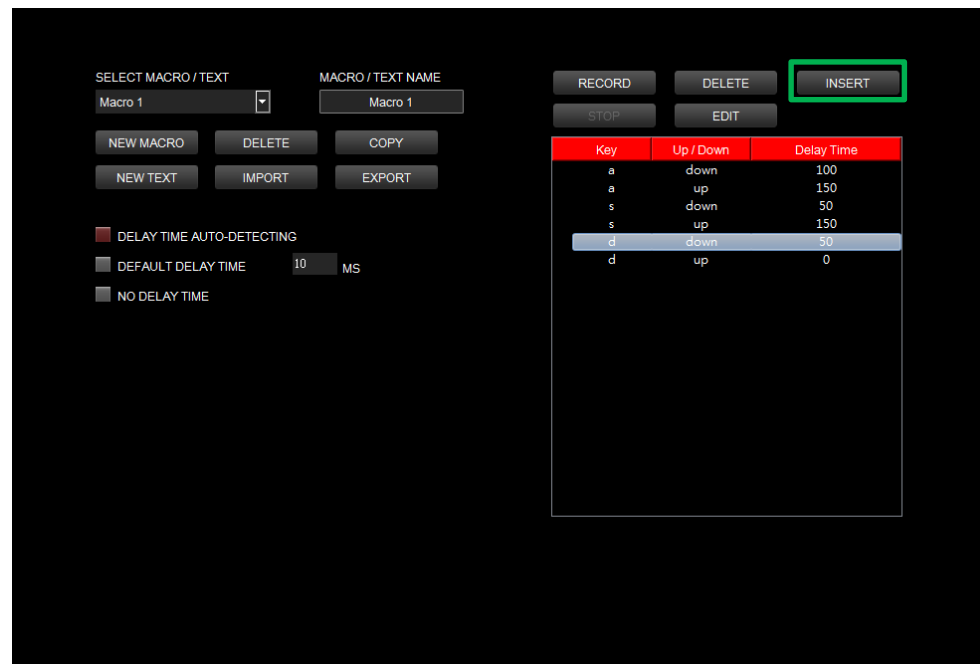 SELECT MACRO / TEXT
MACRO / TEXT NAME
Macro 1
Macro 1
NEW MACRO
DELETE
COPY
NEW TEXT
IMPORT
EXPORT
DELAY TIME AUTO-DETECTING
DEFAULT DELAY TIME 10 MS
NO DELAY TIME
RECORD
DELETE
INSERT
STOP
EDIT
Key Up / Down Delay Time
a down 100
a up 150
s down 50
s up 150
d down 50
d up 0